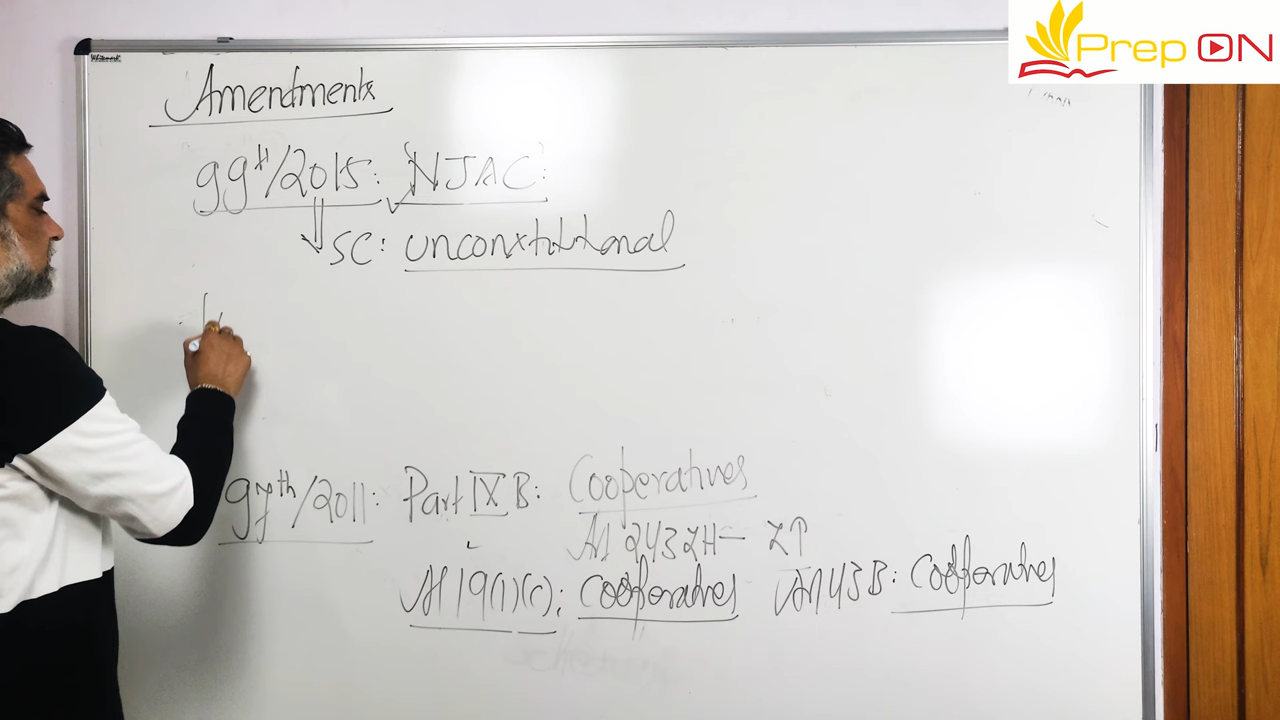 Prep ON
Amendments
99th/2015: 'NJAC':
SC: unconstitutional
97th/2011: Part IX B: Cooperatives
Art 243ZH - ZT
Art 19(1)(c): Cooperatives Art 43B: Cooperatives